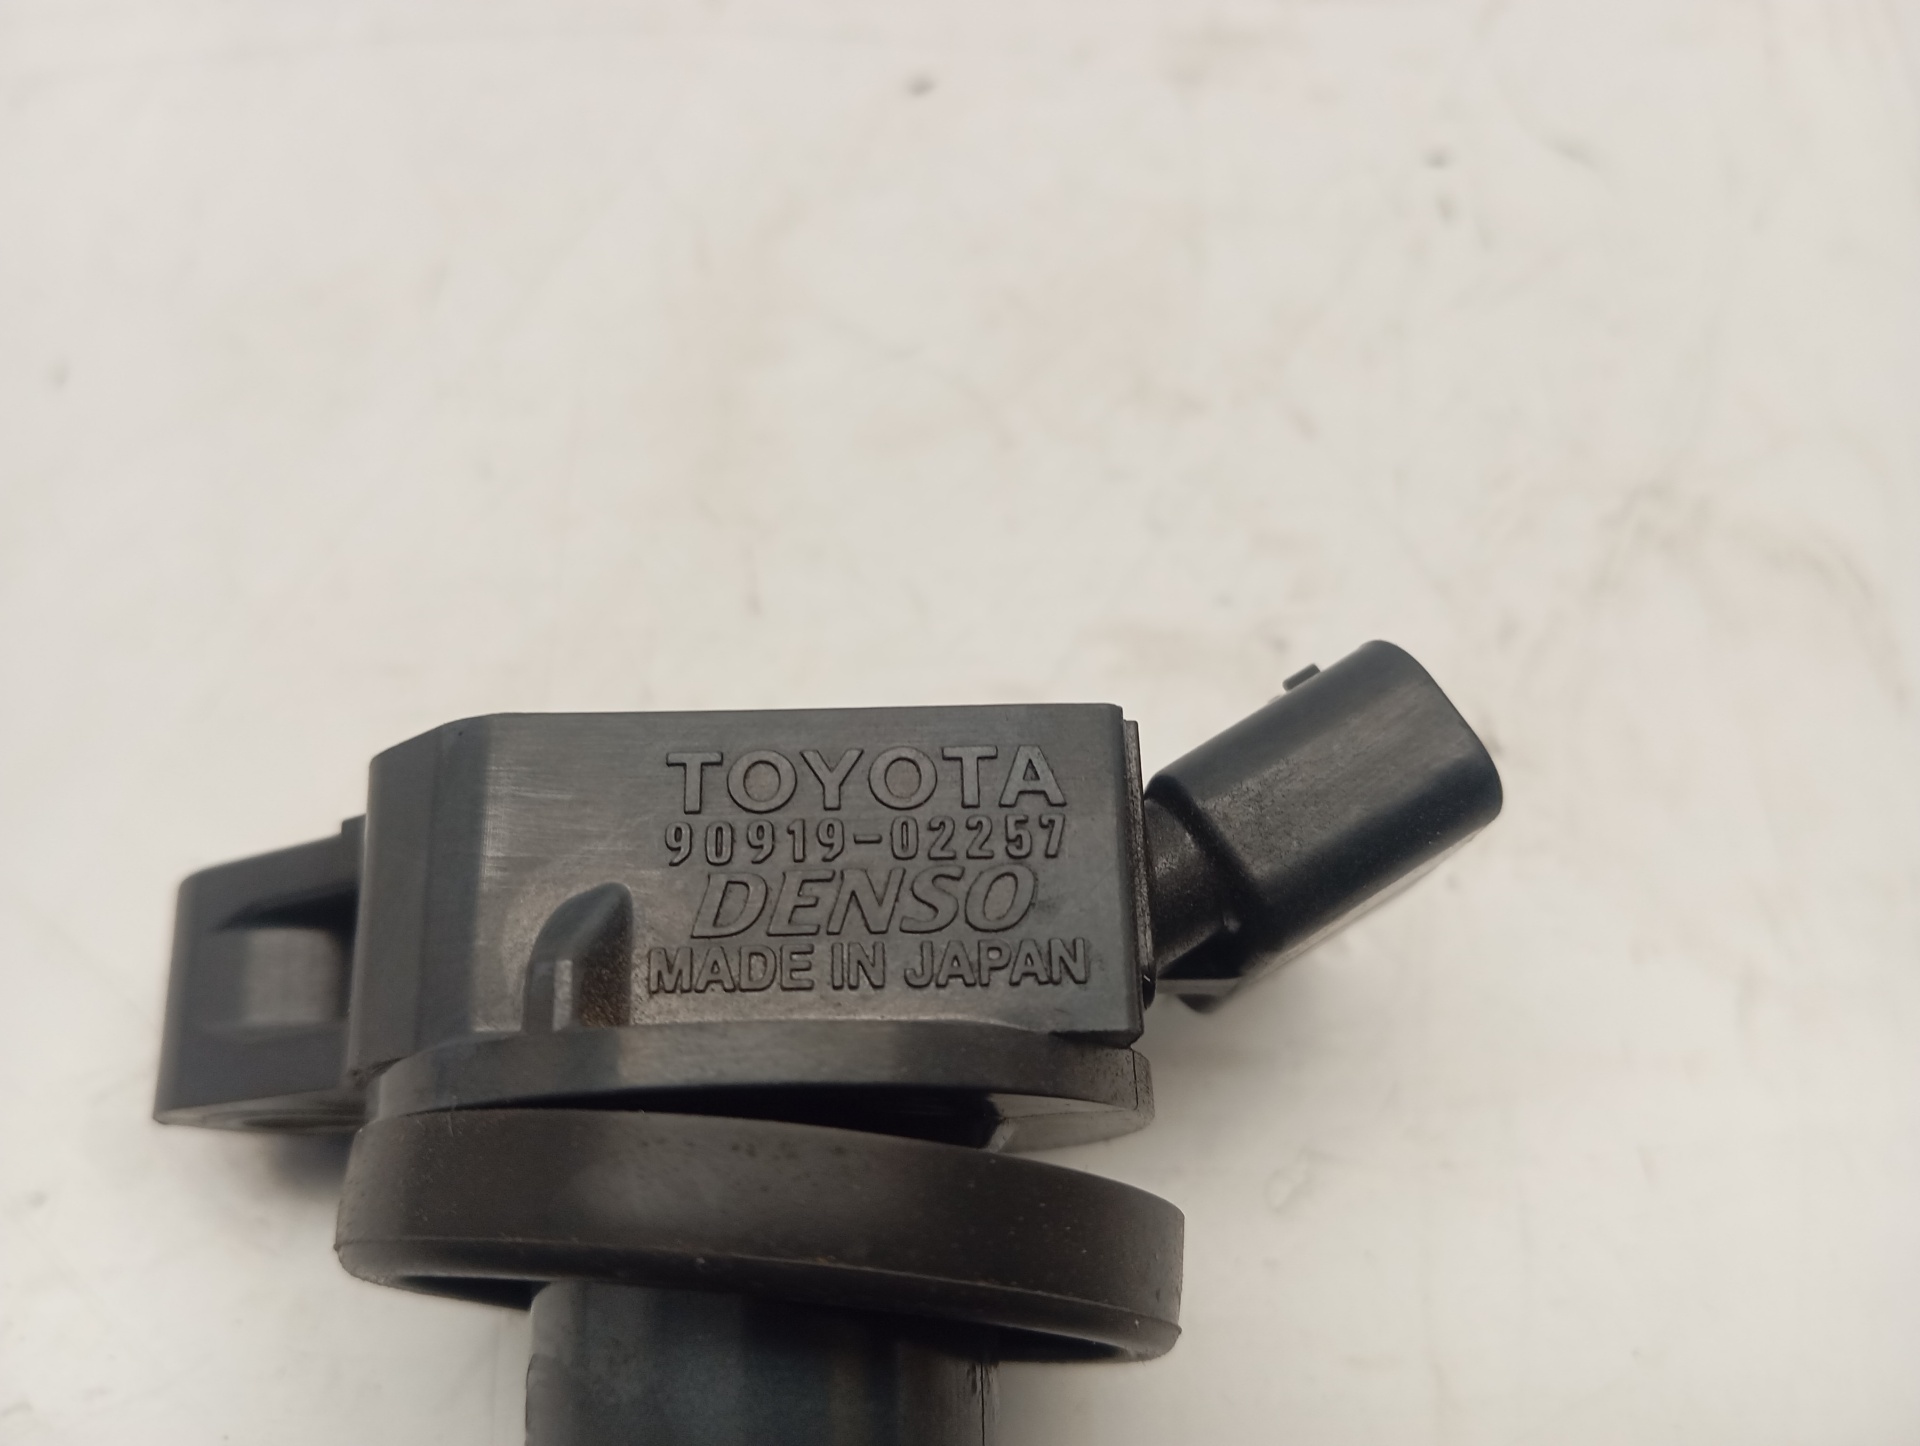 TOYOTA
90919-02257
DENSO
MADE IN JAPAN